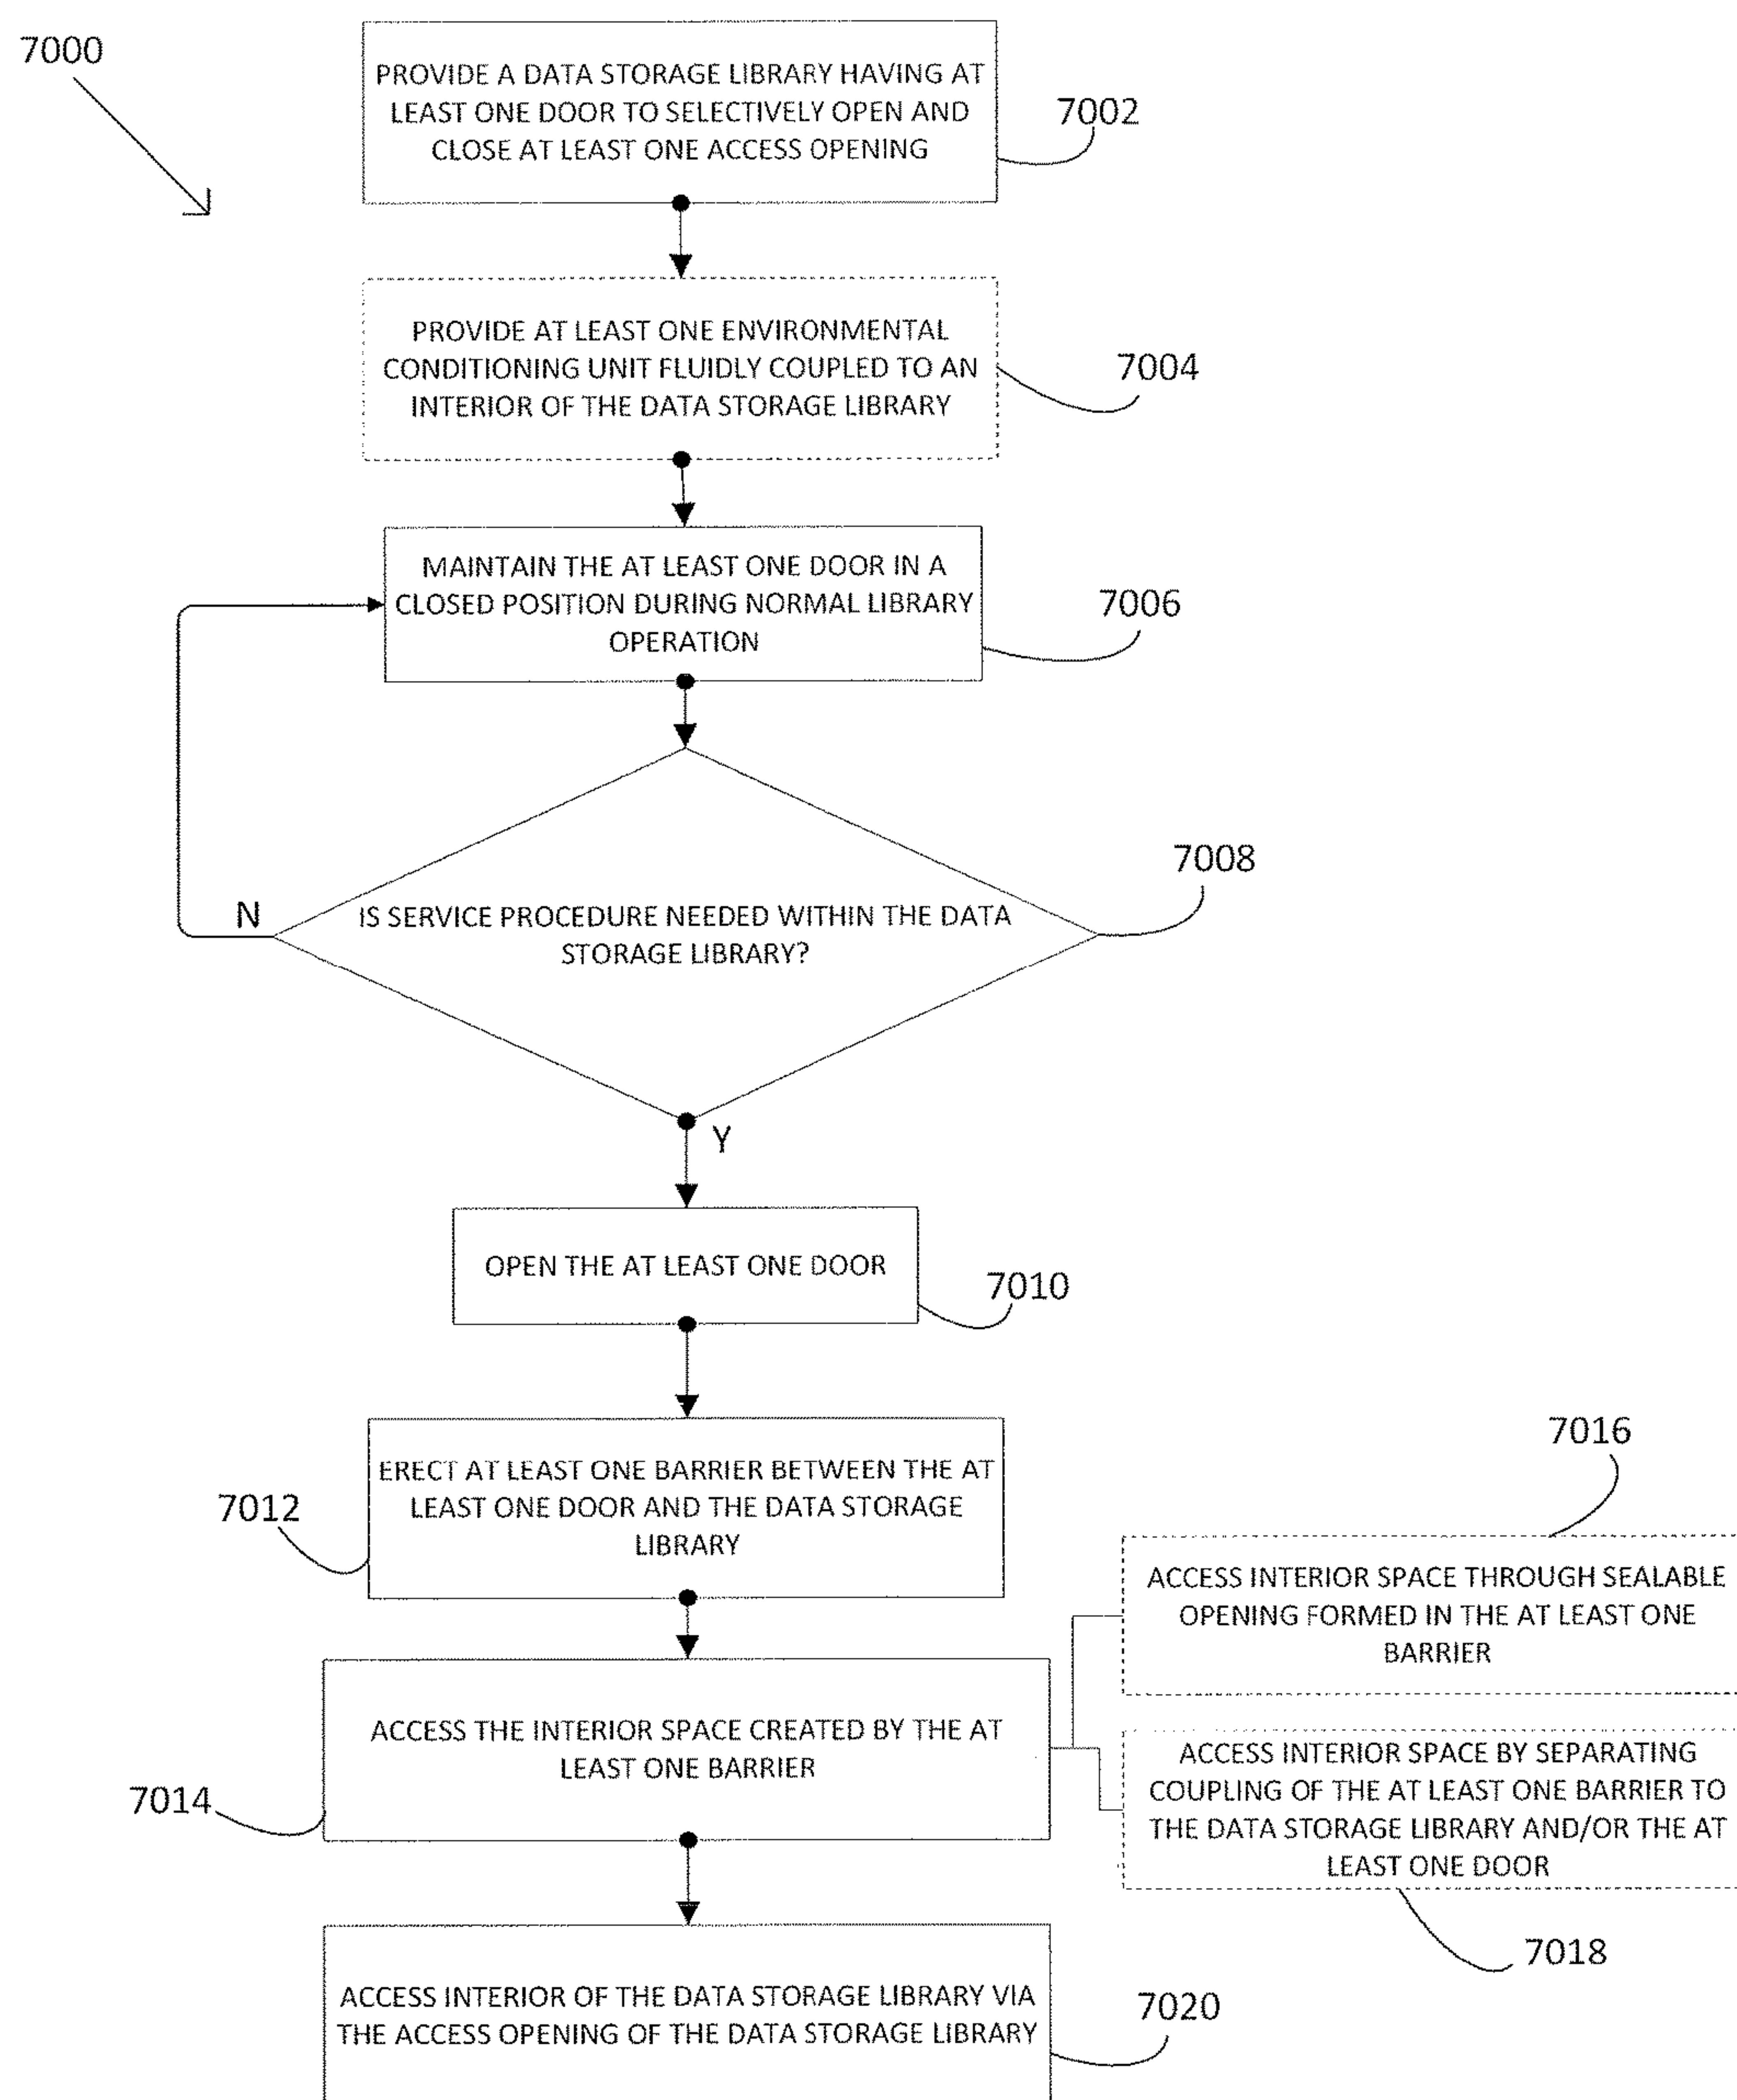 7000
PROVIDE A DATA STORAGE LIBRARY HAVING AT
LEAST ONE DOOR TO SELECTIVELY OPEN AND
CLOSE AT LEAST ONE ACCESS OPENING
7002
PROVIDE AT LEAST ONE ENVIRONMENTAL
CONDITIONING UNIT FLUIDLY COUPLED TO AN
INTERIOR OF THE DATA STORAGE LIBRARY
7004
MAINTAIN THE AT LEAST ONE DOOR IN A
CLOSED POSITION DURING NORMAL LIBRARY
OPERATION
7006
IS SERVICE PROCEDURE NEEDED WITHIN THE DATA
STORAGE LIBRARY?
7008
N
Y
OPEN THE AT LEAST ONE DOOR
7010
ERECT AT LEAST ONE BARRIER BETWEEN THE AT
LEAST ONE DOOR AND THE DATA STORAGE
LIBRARY
7012
ACCESS THE INTERIOR SPACE CREATED BY THE AT
LEAST ONE BARRIER
7014
7016
ACCESS INTERIOR SPACE THROUGH SEALABLE
OPENING FORMED IN THE AT LEAST ONE
BARRIER
ACCESS INTERIOR SPACE BY SEPARATING
COUPLING OF THE AT LEAST ONE BARRIER TO
THE DATA STORAGE LIBRARY AND/OR THE AT
LEAST ONE DOOR
7018
ACCESS INTERIOR OF THE DATA STORAGE LIBRARY VIA
THE ACCESS OPENING OF THE DATA STORAGE LIBRARY
7020